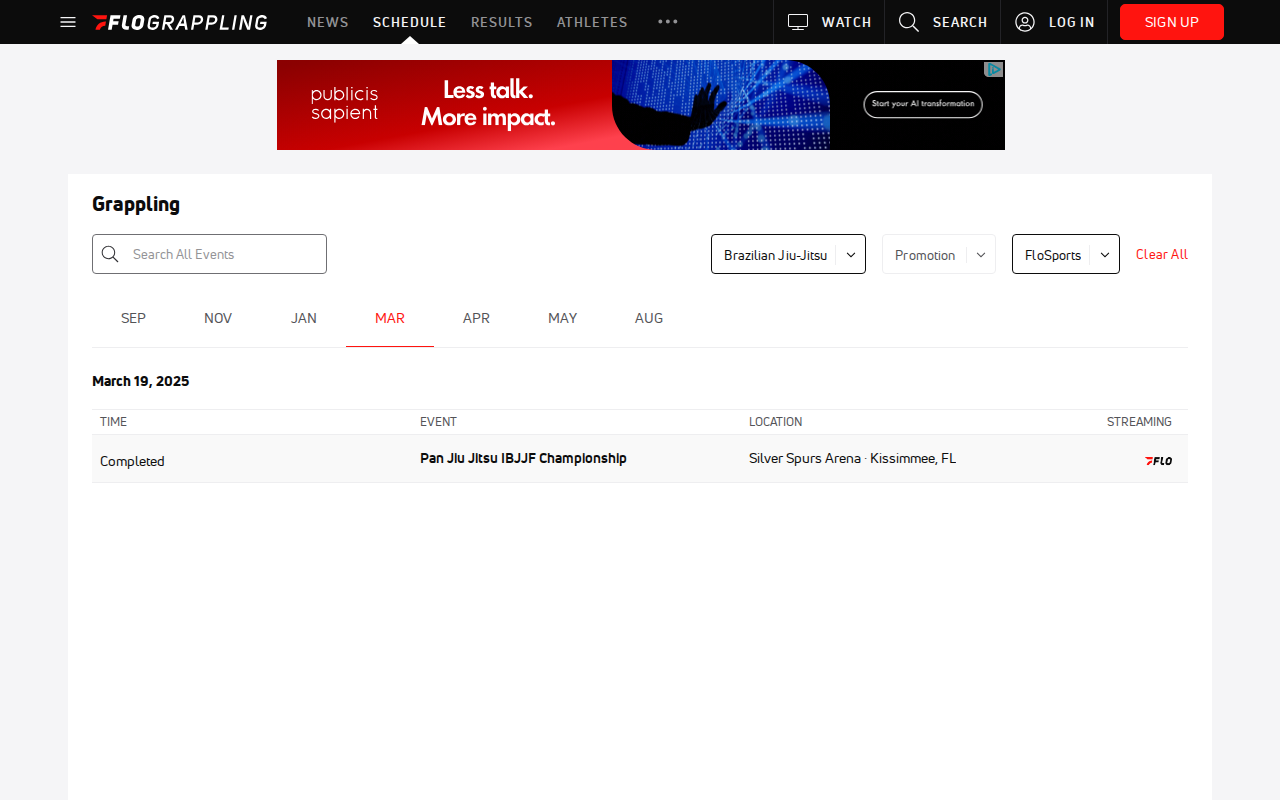 FLOGRAPPLING
NEWS
SCHEDULE
RESULTS
ATHLETES
WATCH
SEARCH
LOG IN
SIGN UP
publicis
sapient
Less talk.
More impact.
Start your AI transformation
Grappling
Search All Events
Brazilian Jiu-Jitsu
Promotion
FloSports
Clear All
SEP
NOV
JAN
MAR
APR
MAY
AUG
March 19, 2025
TIME
EVENT
LOCATION
STREAMING
Completed
Pan Jiu Jitsu IBJJF Championship
Silver Spurs Arena · Kissimmee, FL
FLO